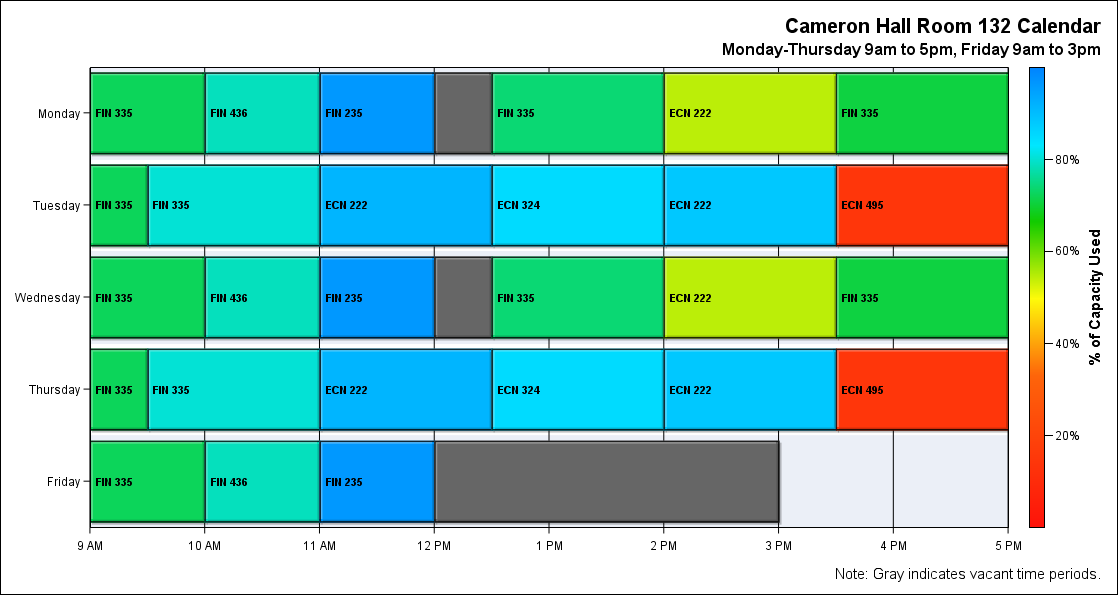 Cameron Hall Room 132 Calendar
Monday-Thursday 9am to 5pm, Friday 9am to 3pm
Monday FIN 335 FIN 436 FIN 235 FIN 335 ECN 222 FIN 335
Tuesday FIN 335 FIN 335 ECN 222 ECN 324 ECN 222 ECN 495
Wednesday FIN 335 FIN 436 FIN 235 FIN 335 ECN 222 FIN 335
Thursday FIN 335 FIN 335 ECN 222 ECN 324 ECN 222 ECN 495
Friday FIN 335 FIN 436 FIN 235
9 AM 10 AM 11 AM 12 PM 1 PM 2 PM 3 PM 4 PM 5 PM
80%
60%
40%
20%
% of Capacity Used
Note: Gray indicates vacant time periods.